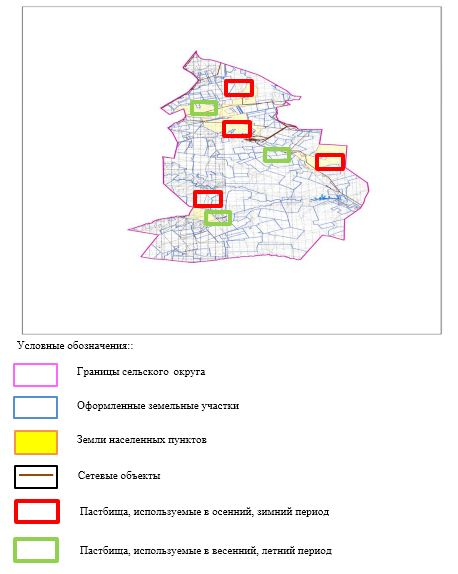 Условные обозначения::
Границы сельского округа
Оформленные земельные участки
Земли населенных пунктов
Сетевые объекты
Пастбища, используемые в осенний, зимний период
Пастбища, используемые в весенний, летний период